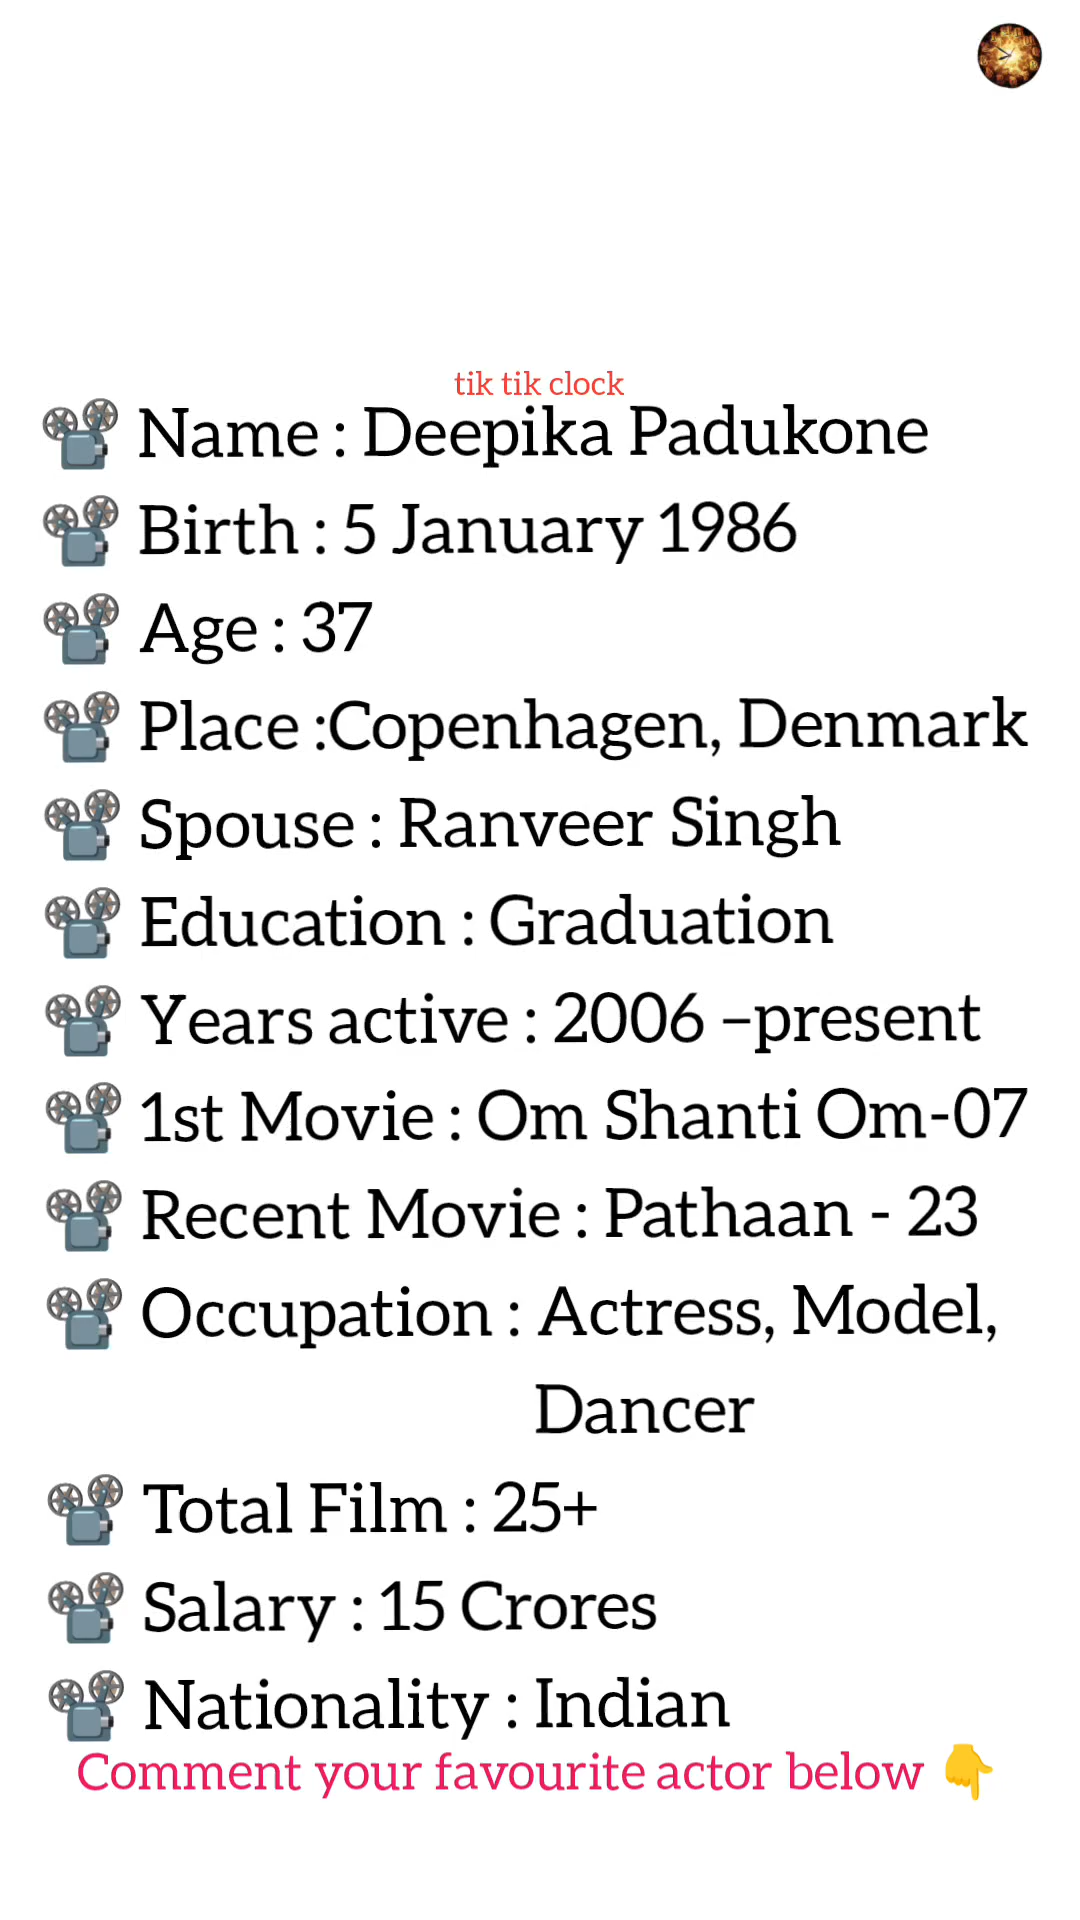 tik tik clock
📽️ Name : Deepika Padukone
📽️ Birth : 5 January 1986
📽️ Age : 37
📽️ Place :Copenhagen, Denmark
📽️ Spouse : Ranveer Singh
📽️ Education : Graduation
📽️ Years active : 2006 –present
📽️ 1st Movie : Om Shanti Om-07
📽️ Recent Movie : Pathaan - 23
📽️ Occupation : Actress, Model,
Dancer
📽️ Total Film : 25+
📽️ Salary : 15 Crores
📽️ Nationality : Indian
Comment your favourite actor below 👇